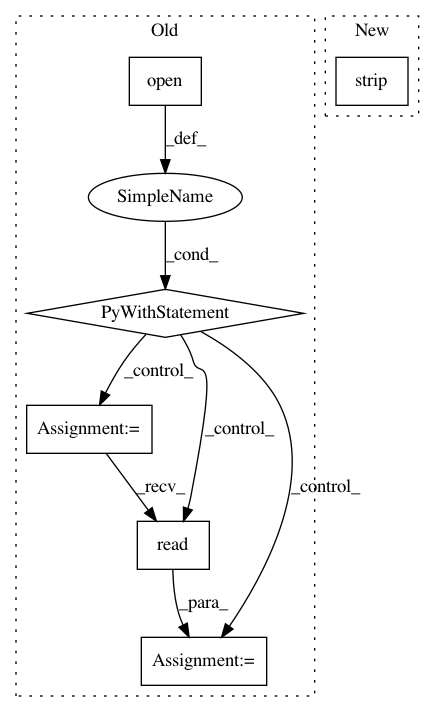 Old
New
open
strip
_def_
SimpleName
_cond_
PyWithStatement
_control_
Assignment:=
_control_
_control_
_recv_
read
_para_
Assignment:=